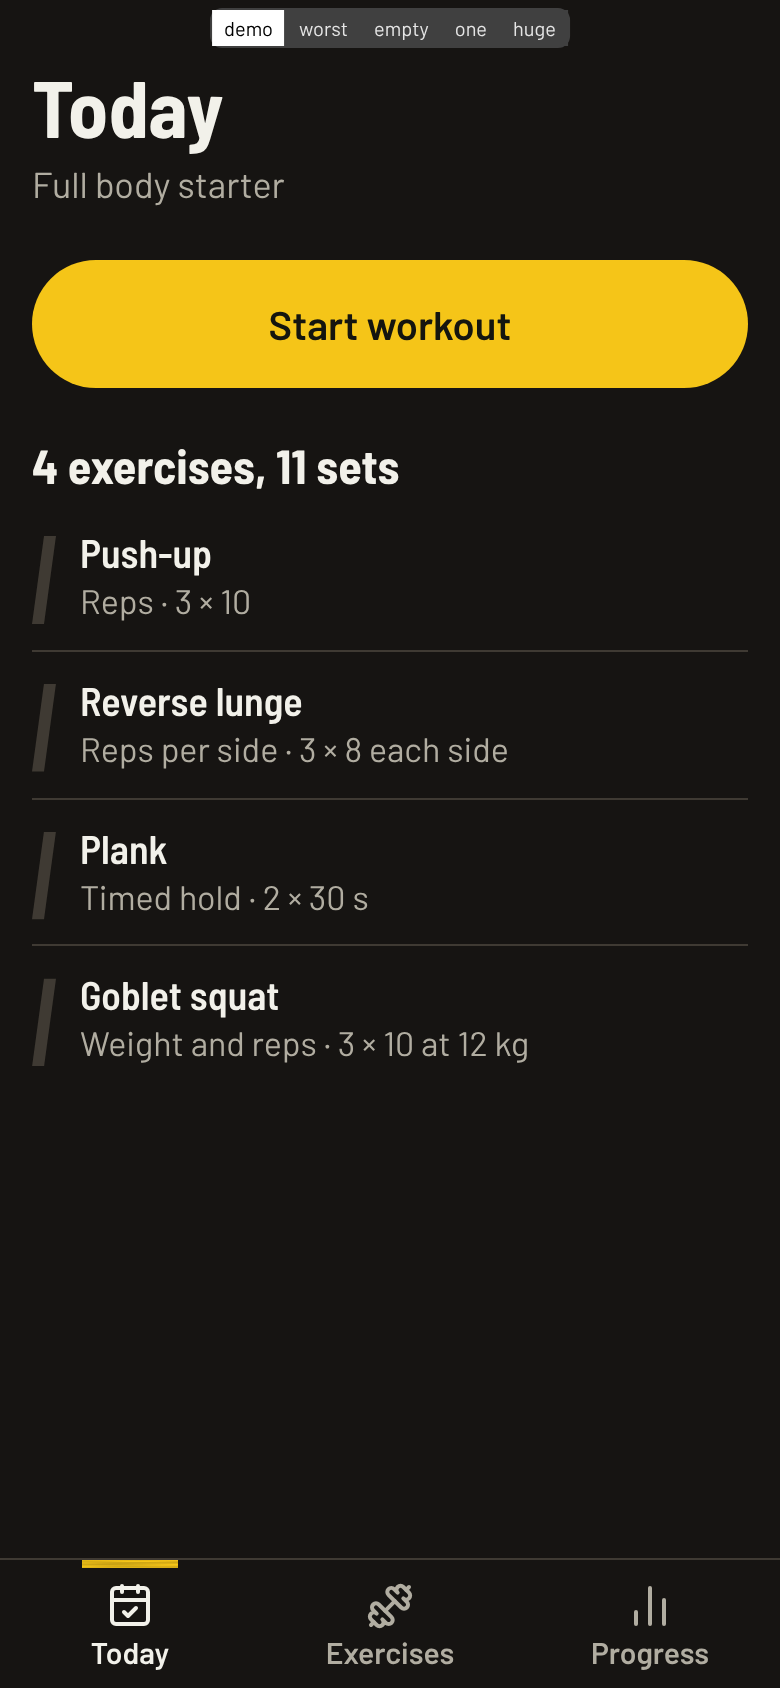 demo worst empty one huge
Today
Full body starter
Start workout
4 exercises, 11 sets
Push-up
Reps · 3 × 10
Reverse lunge
Reps per side · 3 × 8 each side
Plank
Timed hold · 2 × 30 s
Goblet squat
Weight and reps · 3 × 10 at 12 kg
Today Exercises Progress